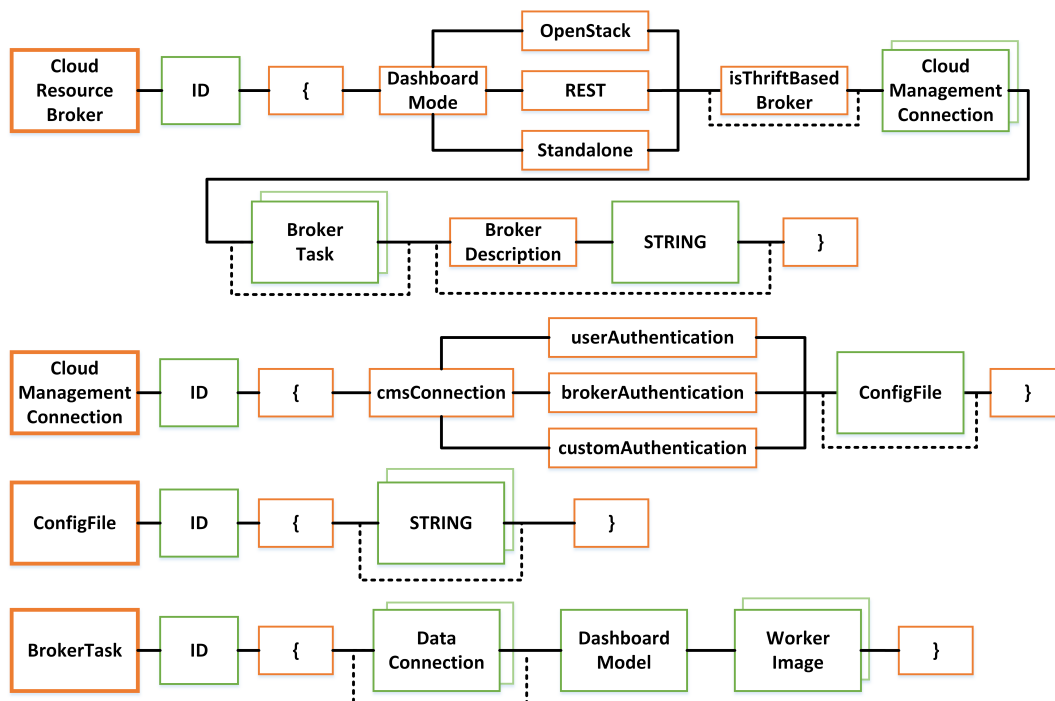 Cloud
Resource
Broker
ID
{
Dashboard
Mode
OpenStack
REST
Standalone
isThriftBased
Broker
Cloud
Management
Connection
Broker
Task
Broker
Description
STRING
}
Cloud
Management
Connection
ID
{
cmsConnection
userAuthentication
brokerAuthentication
customAuthentication
ConfigFile
}
ConfigFile
ID
{
STRING
}
BrokerTask
ID
{
Data
Connection
Dashboard
Model
Worker
Image
}